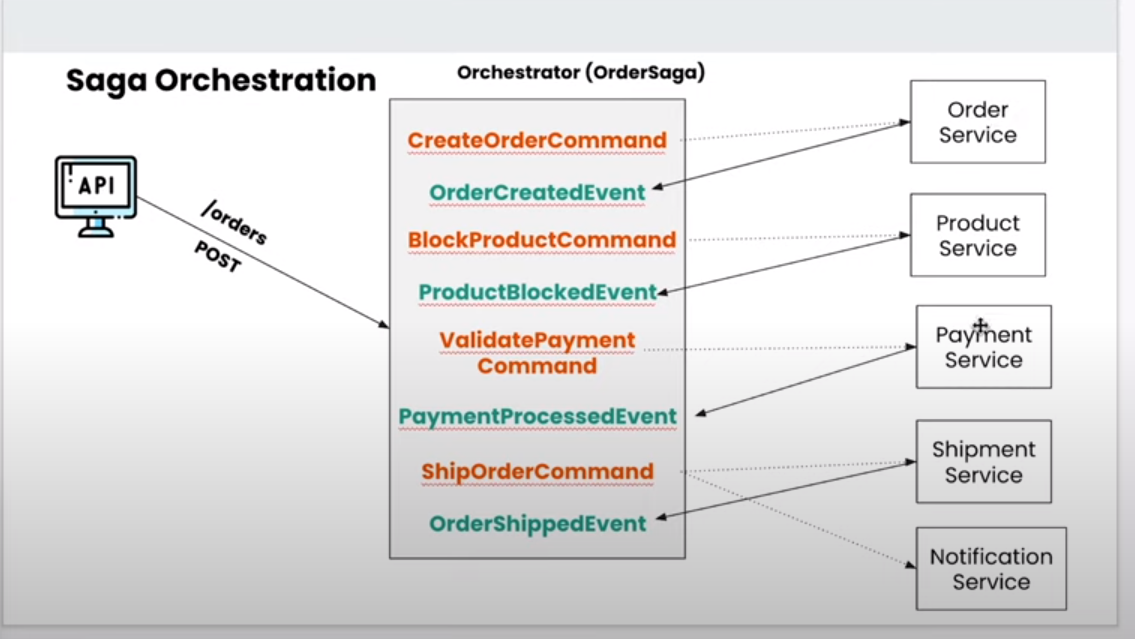 Saga Orchestration
Orchestrator (OrderSaga)
API
/orders
POST
CreateOrderCommand
OrderCreatedEvent
BlockProductCommand
ProductBlockedEvent
ValidatePayment
Command
PaymentProcessedEvent
ShipOrderCommand
OrderShippedEvent
Order
Service
Product
Service
Payment
Service
Shipment
Service
Notification
Service